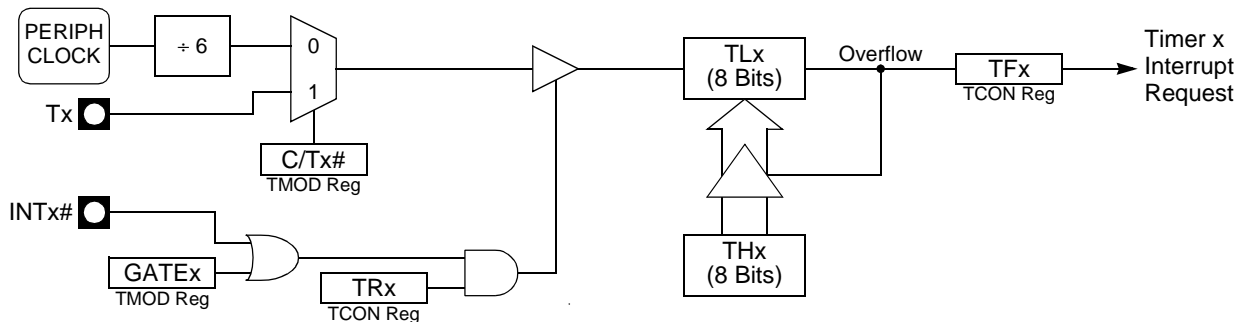 PERIPH
CLOCK
÷ 6
0
1
Tx
C/Tx#
TMOD Reg
INTx#
GATEx
TMOD Reg
TRx
TCON Reg
TLx
(8 Bits)
Overflow
TFx
TCON Reg
Timer x
Interrupt
Request
THx
(8 Bits)